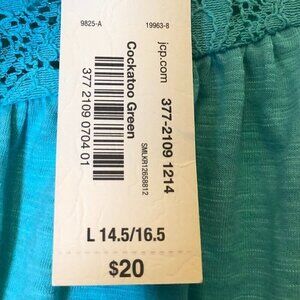 9825-A
19963-8
jcp.com
377-2109 1214
SMLKR12658812
Cockatoo Green
377 2109 0704 01
L 14.5/16.5
$20